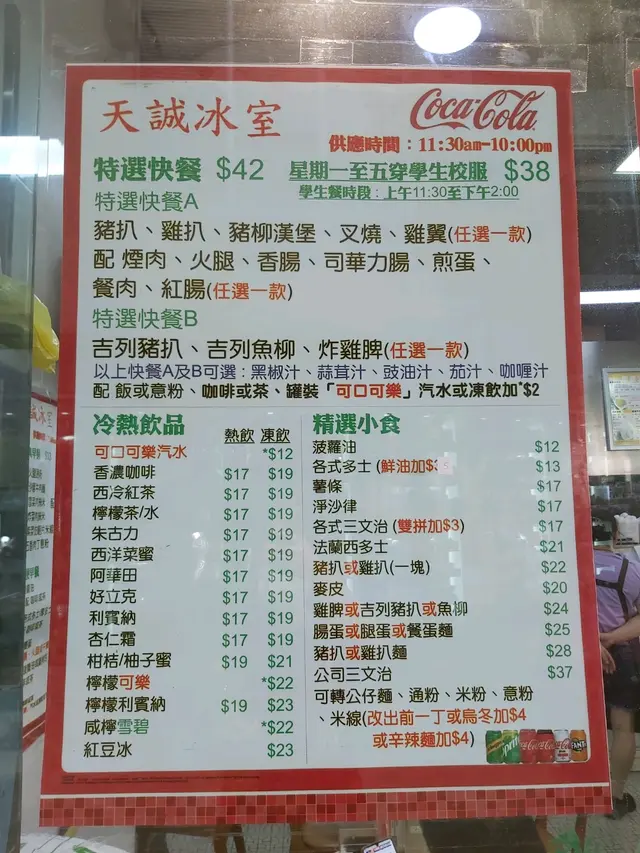 天誠冰室
Coca-Cola
供應時間：11:30am-10:00pm
特選快餐 $42 星期一至五穿學生校服 $38
學生餐時段：上午11:30至下午2:00
特選快餐A
豬扒、雞扒、豬柳漢堡、叉燒、雞翼(任選一款)
配 煙肉、火腿、香腸、司華力腸、煎蛋、
餐肉、紅腸(任選一款)
特選快餐B
吉列豬扒、吉列魚柳、炸雞脾(任選一款)
以上快餐A及B可選：黑椒汁、蒜茸汁、豉油汁、茄汁、咖喱汁
配 飯或意粉、咖啡或茶、罐裝「可口可樂」汽水或凍飲加*$2
冷熱飲品 熱飲 凍飲
可口可樂汽水 *$12
香濃咖啡 $17 $19
西冷紅茶 $17 $19
檸檬茶/水 $17 $19
朱古力 $17 $19
西洋菜蜜 $17 $19
阿華田 $17 $19
好立克 $17 $19
利賓納 $17 $19
杏仁霜 $17 $19
柑桔/柚子蜜 $19 $21
檸檬可樂 *$22
檸檬利賓納 $19 $23
咸檸雪碧 *$22
紅豆冰 $23
精選小食
菠蘿油 $12
各式多士 (鮮油加$ $13
薯條 $17
淨沙律 $17
各式三文治 (雙拼加$3) $17
法蘭西多士 $21
豬扒或雞扒(一塊) $22
麥皮 $20
雞脾或吉列豬扒或魚柳 $24
腸蛋或腿蛋或餐蛋麵 $25
豬扒或雞扒麵 $28
公司三文治 $37
可轉公仔麵、通粉、米粉、意粉
、米線(改出前一丁或烏冬加$4
或辛辣麵加$4)